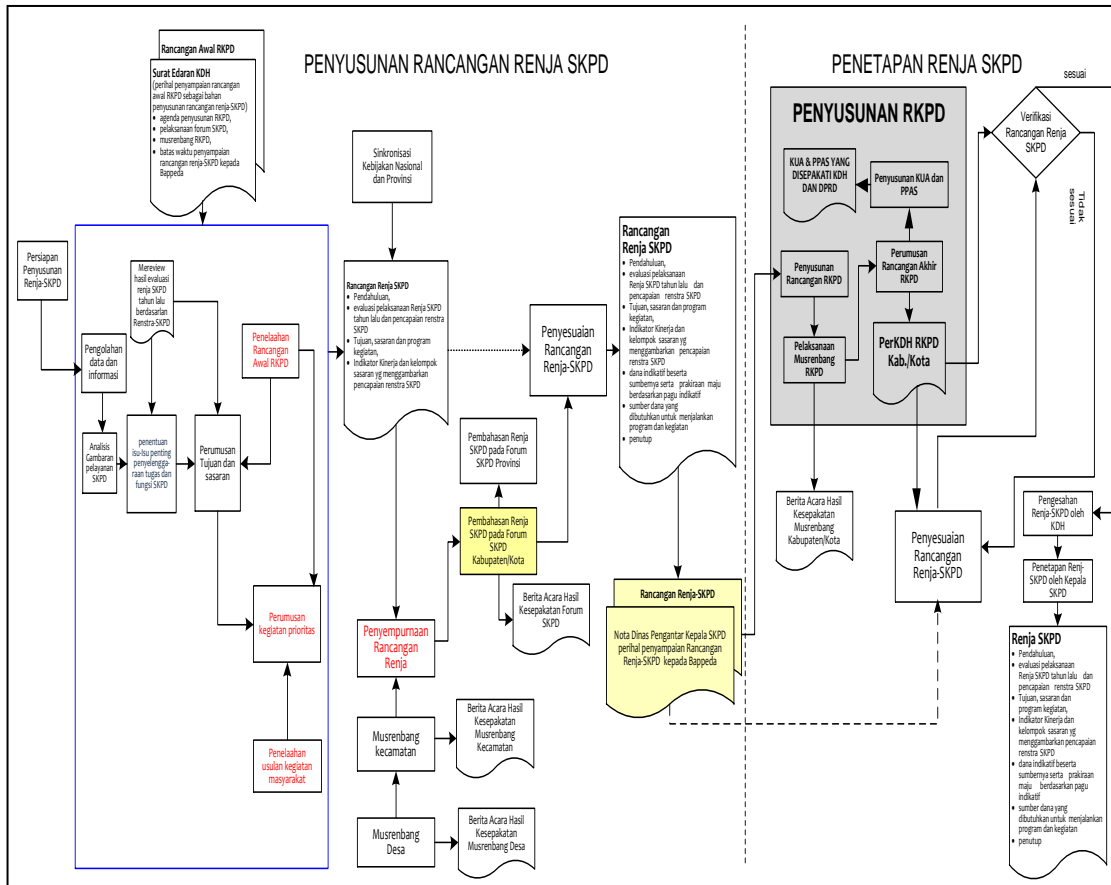 Rancangan Awal RKPD
Surat Edaran KDH
(perihal penyampaian rancangan
awal RKPD sebagai bahan
penyusunan rancangan renja-SKPD)
• agenda penyusunan RKPD,
• pelaksanaan forum SKPD,
• musrenbang RKPD,
• batas waktu penyampaian
rancangan renja-SKPD kepada
Bappeda
PENYUSUNAN RANCANGAN RENJA SKPD
Persiapan
Penyusunan
Renja-SKPD
Mereview
hasil evaluasi
renja SKPD
tahun lalu
berdasarlan
Renstra-SKPD
Pengolahan
data dan
informasi
Penelaahan
Rancangan
Awal RKPD
Analisis
Gambaran
pelayanan
SKPD
penentuan
isu-Isu penting
penyelengga-
raan tugas dan
fungsi SKPD
Perumusan
Tujuan dan
sasaran
Perumusan
kegiatan prioritas
Penelaahan
usulan kegiatan
masyarakat
Sinkronisasi
Kebijakan Nasional
dan Provinsi
Rancangan Renja SKPD
• Pendahuluan,
• evaluasi pelaksanaan Renja SKPD
tahun lalu dan pencapaian renstra
SKPD
• Tujuan, sasaran dan program
kegiatan,
• Indikator Kinerja dan kelompok
sasaran yg menggambarkan
pencapaian renstra SKPD
Penyesuaian
Rancangan
Renja-SKPD
Pembahasan Renja
SKPD pada Forum
SKPD Provinsi
Pembahasan Renja
SKPD pada Forum
SKPD
Kabupaten/Kota
Berita Acara Hasil
Kesepakatan Forum
SKPD
Penyempurnaan
Rancangan
Renja
Musrenbang
kecamatan
Berita Acara Hasil
Kesepakatan
Musrenbang
Kecamatan
Musrenbang
Desa
Berita Acara Hasil
Kesepakatan
Musrenbang Desa
Rancangan
Renja SKPD
• Pendahuluan,
• evaluasi pelaksanaan
Renja SKPD tahun lalu dan
pencapaian renstra SKPD
• Tujuan, sasaran dan program
kegiatan,
• Indikator Kinerja dan
kelompok sasaran yg
menggambarkan pencapaian
renstra SKPD
• dana indikatif beserta
sumbernya serta prakiraan maju
berdasarkan pagu indikatif
• sumber dana yang
dibutuhkan untuk menjalankan
program dan kegiatan
• penutup
Rancangan Renja-SKPD
Nota Dinas Pengantar Kepala SKPD
perihal penyampaian Rancangan
Renja-SKPD kepada Bappeda
PENETAPAN RENJA SKPD
PENYUSUNAN RKPD
KUA & PPAS YANG
DISEPAKATI KDH
DAN DPRD
Penyusunan KUA dan
PPAS
Penyusunan
Rancangan RKPD
Perumusan
Rancangan Akhir
RKPD
Pelaksanaan
Musrenbang
RKPD
PerKDH RKPD
Kab./Kota
Berita Acara Hasil
Kesepakatan
Musrenbang
Kabupaten/Kota
sesuai
Verifikasi
Rancangan Renja
SKPD
Tidak
sesuai
Penyesuaian
Rancangan
Renja-SKPD
Pengesahan
Renja-SKPD oleh
KDH
Penetapan Renj-
SKPD oleh Kepala
SKPD
Renja SKPD
• Pendahuluan,
• evaluasi pelaksanaan
Renja SKPD tahun lalu dan
pencapaian renstra SKPD
• Tujuan, sasaran dan
program kegiatan,
• Indikator Kinerja dan
kelompok sasaran yg
menggambarkan pencapaian
renstra SKPD
• dana indikatif beserta
sumbernya serta prakiraan
maju berdasarkan pagu
indikatif
• sumber dana yang
dibutuhkan untuk menjalankan
program dan kegiatan
• penutup